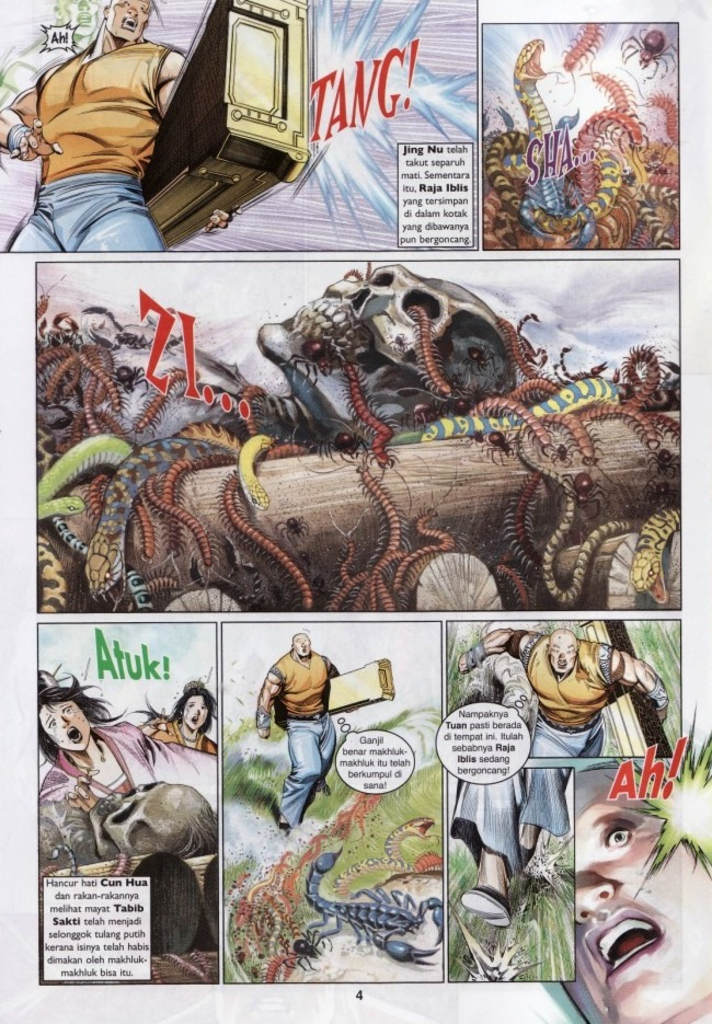 Ah!
TANG!
Jing Nu telah
takut separuh
mati. Sementara
itu, Raja Iblis
yang tersimpan
di dalam kotak
yang dibawanya
pun bergoncang.
SHA...
ZI...
Atuk!
Hancur hati Cun Hua
dan rakan-rakannya
melihat mayat Tabib
Sakti telah menjadi
selonggok tulang putih
kerana isinya telah habis
dimakan oleh makhluk-
makhluk bisa itu.
Ganjil
benar makhluk-
makhluk itu telah
berkumpul di
sana!
Nampaknya
Tuan pasti berada
di tempat ini. Itulah
sebabnya Raja
Iblis sedang
bergoncang!
Ah!
4